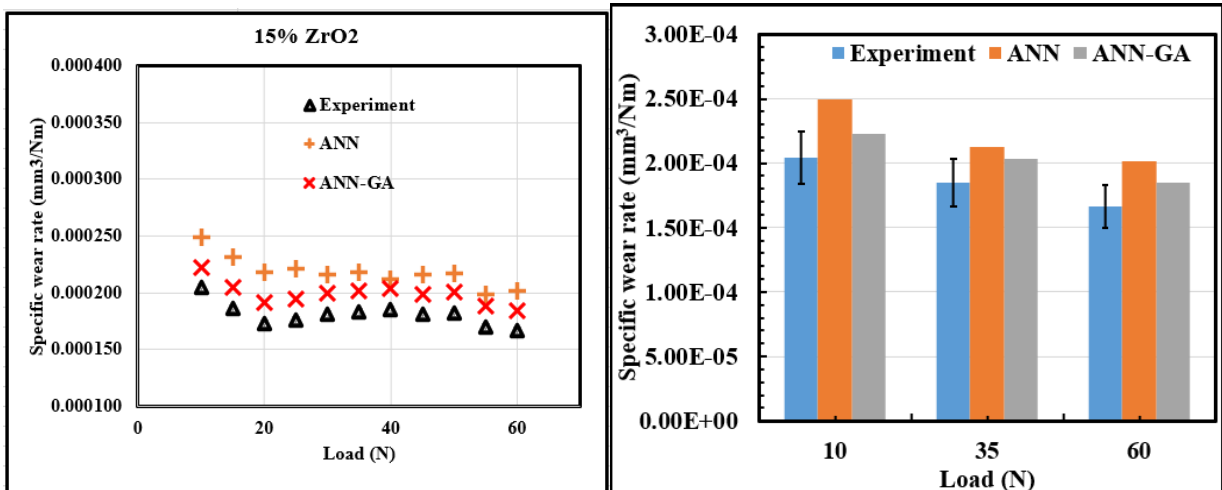 15% ZrO2
0.000400
0.000350
0.000300
0.000250
0.000200
0.000150
0.000100
Specific wear rate (mm3/Nm)
Experiment
ANN
ANN-GA
0 20 40 60
Load (N)
3.00E-04
2.50E-04
2.00E-04
1.50E-04
1.00E-04
5.00E-05
0.00E+00
Specific wear rate (mm³/Nm)
Experiment ANN ANN-GA
10 35 60
Load (N)